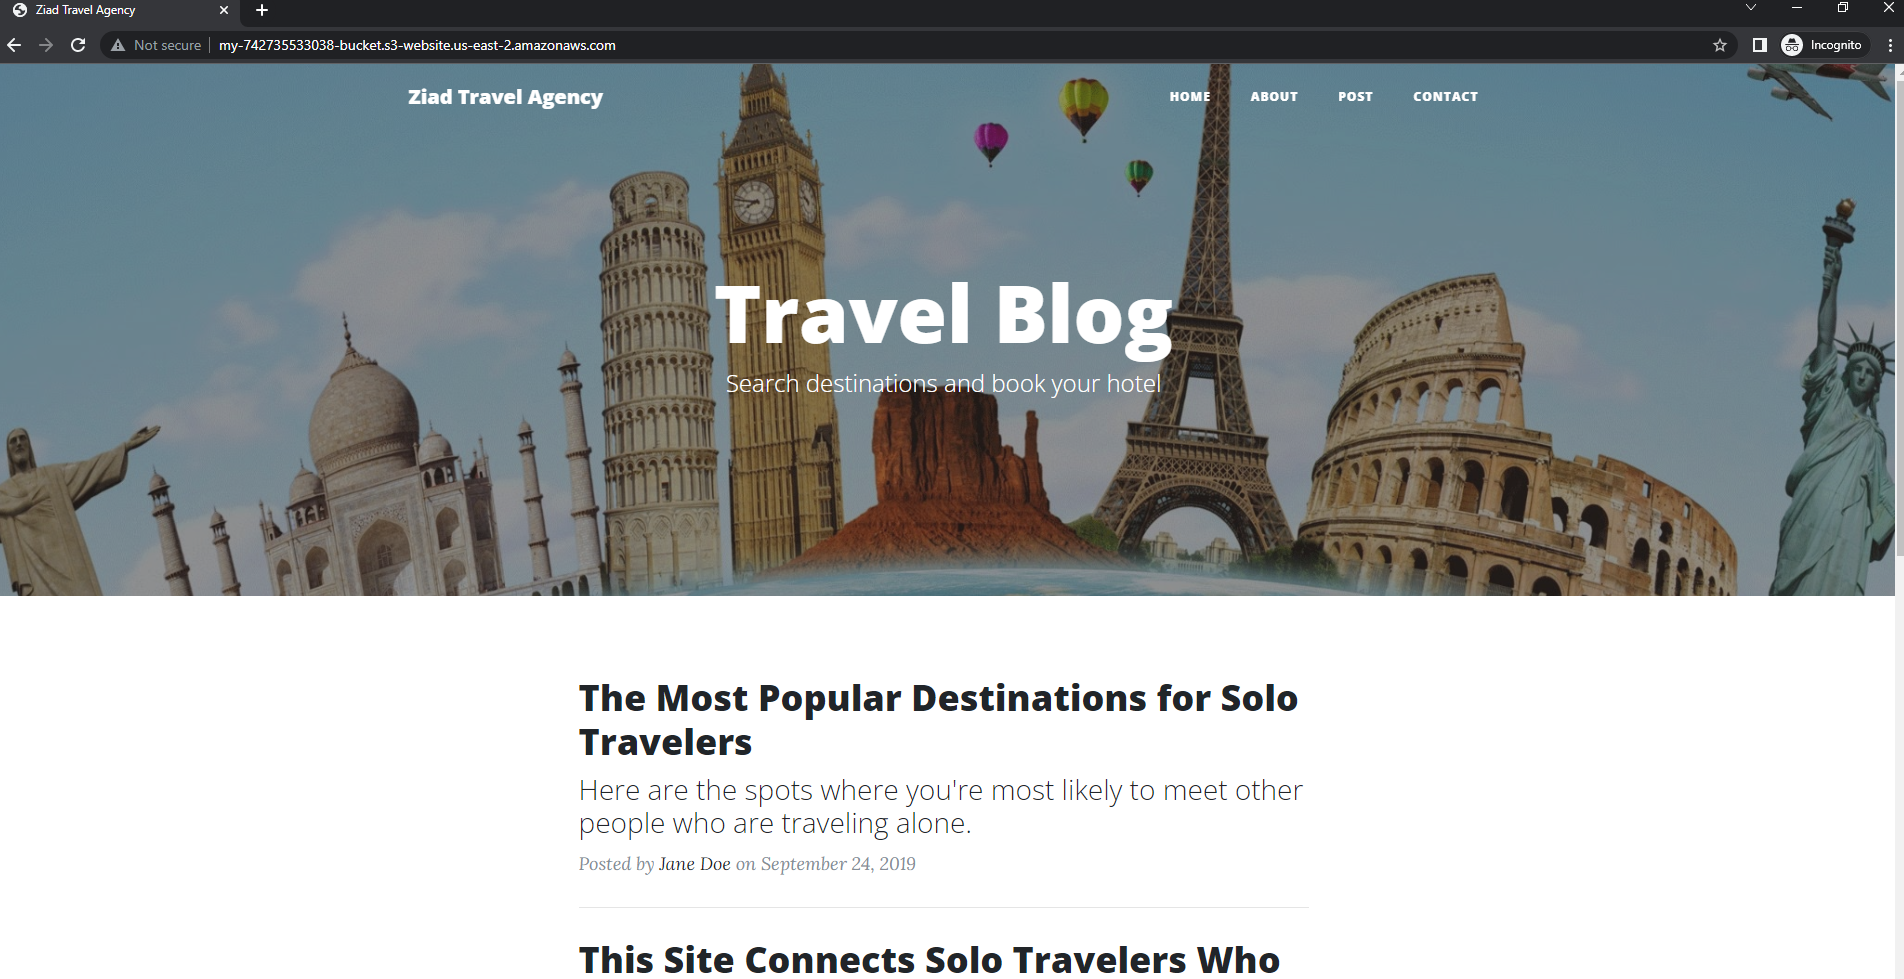 Ziad Travel Agency
Not secure
my-742735533038-bucket.s3-website.us-east-2.amazonaws.com
Incognito
Ziad Travel Agency
HOME ABOUT POST CONTACT
Travel Blog
Search destinations and book your hotel
The Most Popular Destinations for Solo
Travelers
Here are the spots where you're most likely to meet other
people who are traveling alone.
Posted by Jane Doe on September 24, 2019
This Site Connects Solo Travelers Who